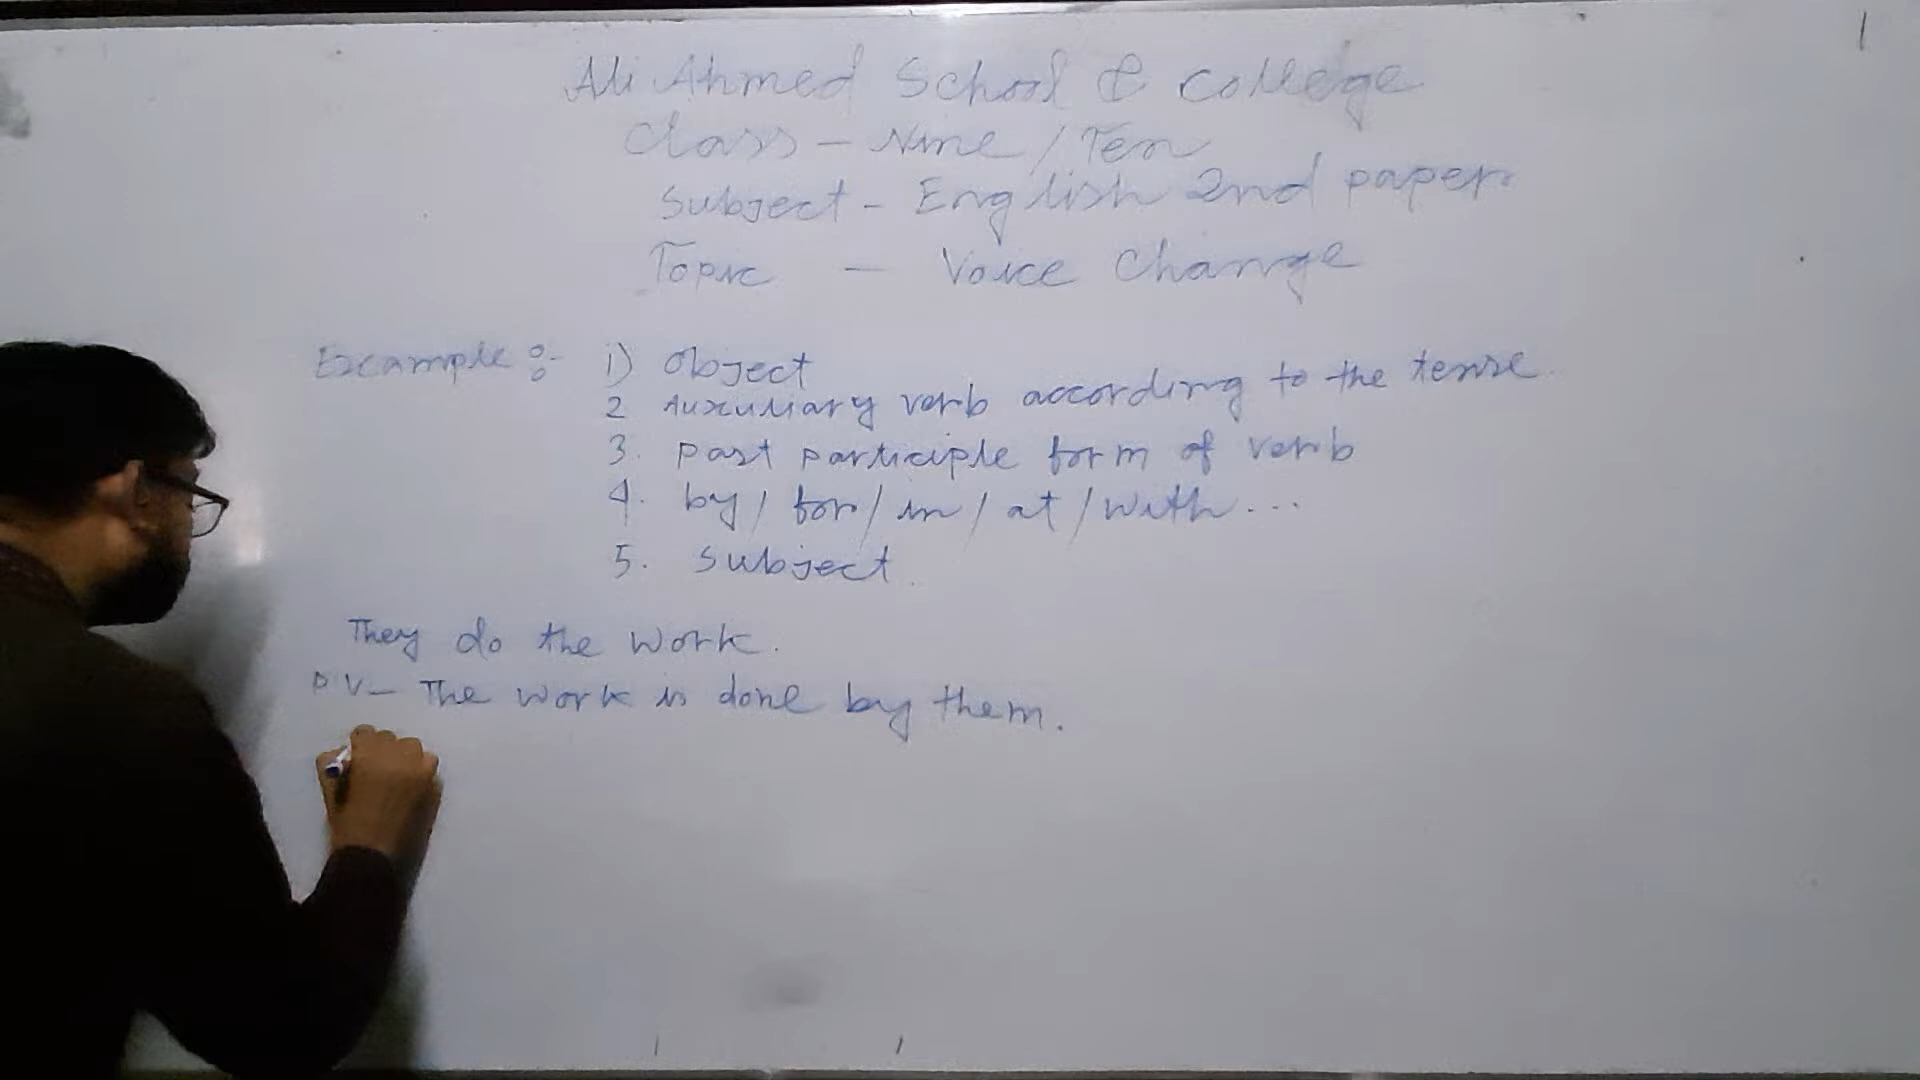 Ali Ahmed School & College
Class - Nine / Ten
Subject - English 2nd paper
Topic - Voice Change
Example :- 1) Object
2 Auxuliary verb according to the tense.
3. past participle form of verb
4. by / for / in / at / with ...
5. Subject.
They do the work.
P.V- The work is done by them.